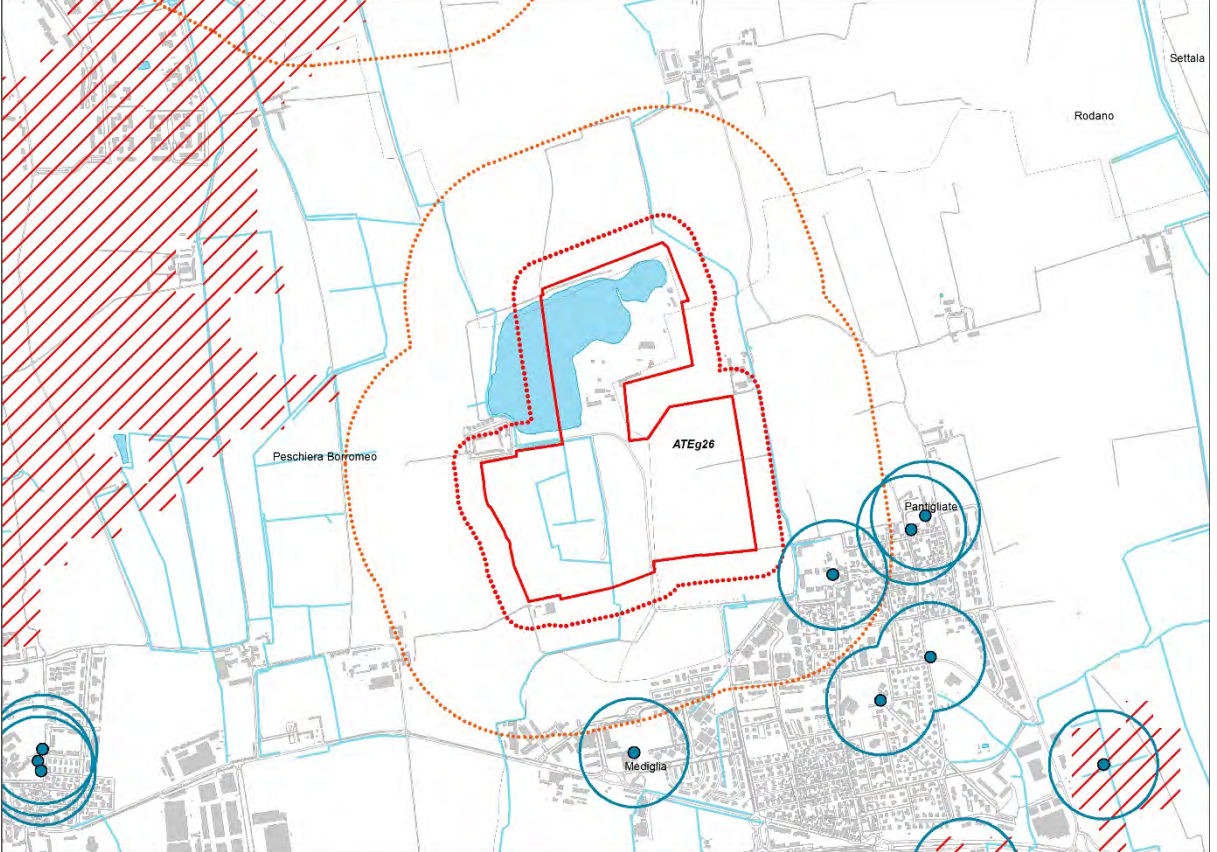 Settala
Rodano
ATEg26
Peschiera Borromeo
Pantigliate
Mediglia